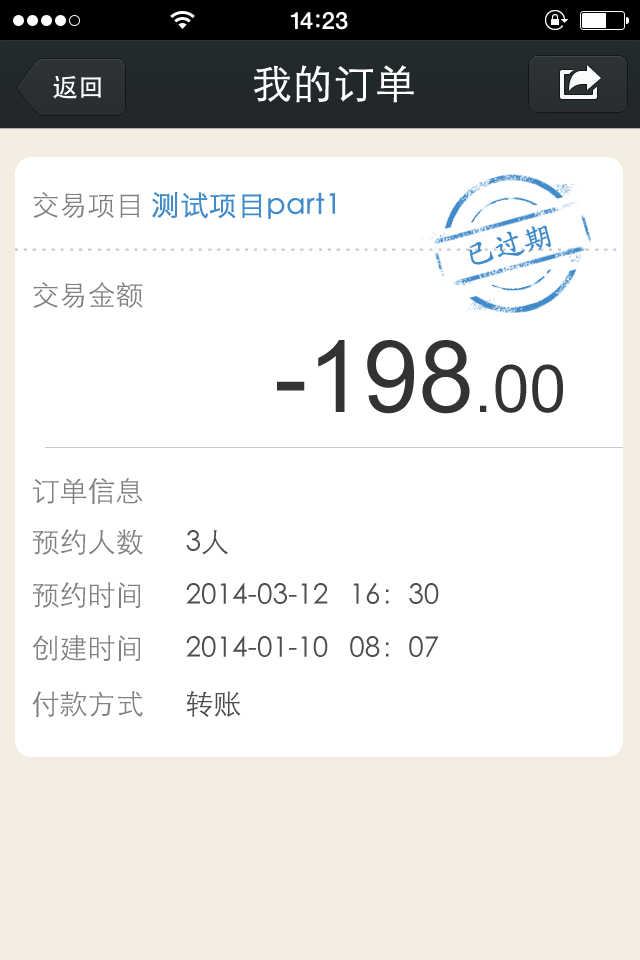 14:23
返回
我的订单
交易项目 测试项目part1
已过期
交易金额
-198.00
订单信息
预约人数 3人
预约时间 2014-03-12 16：30
创建时间 2014-01-10 08：07
付款方式 转账